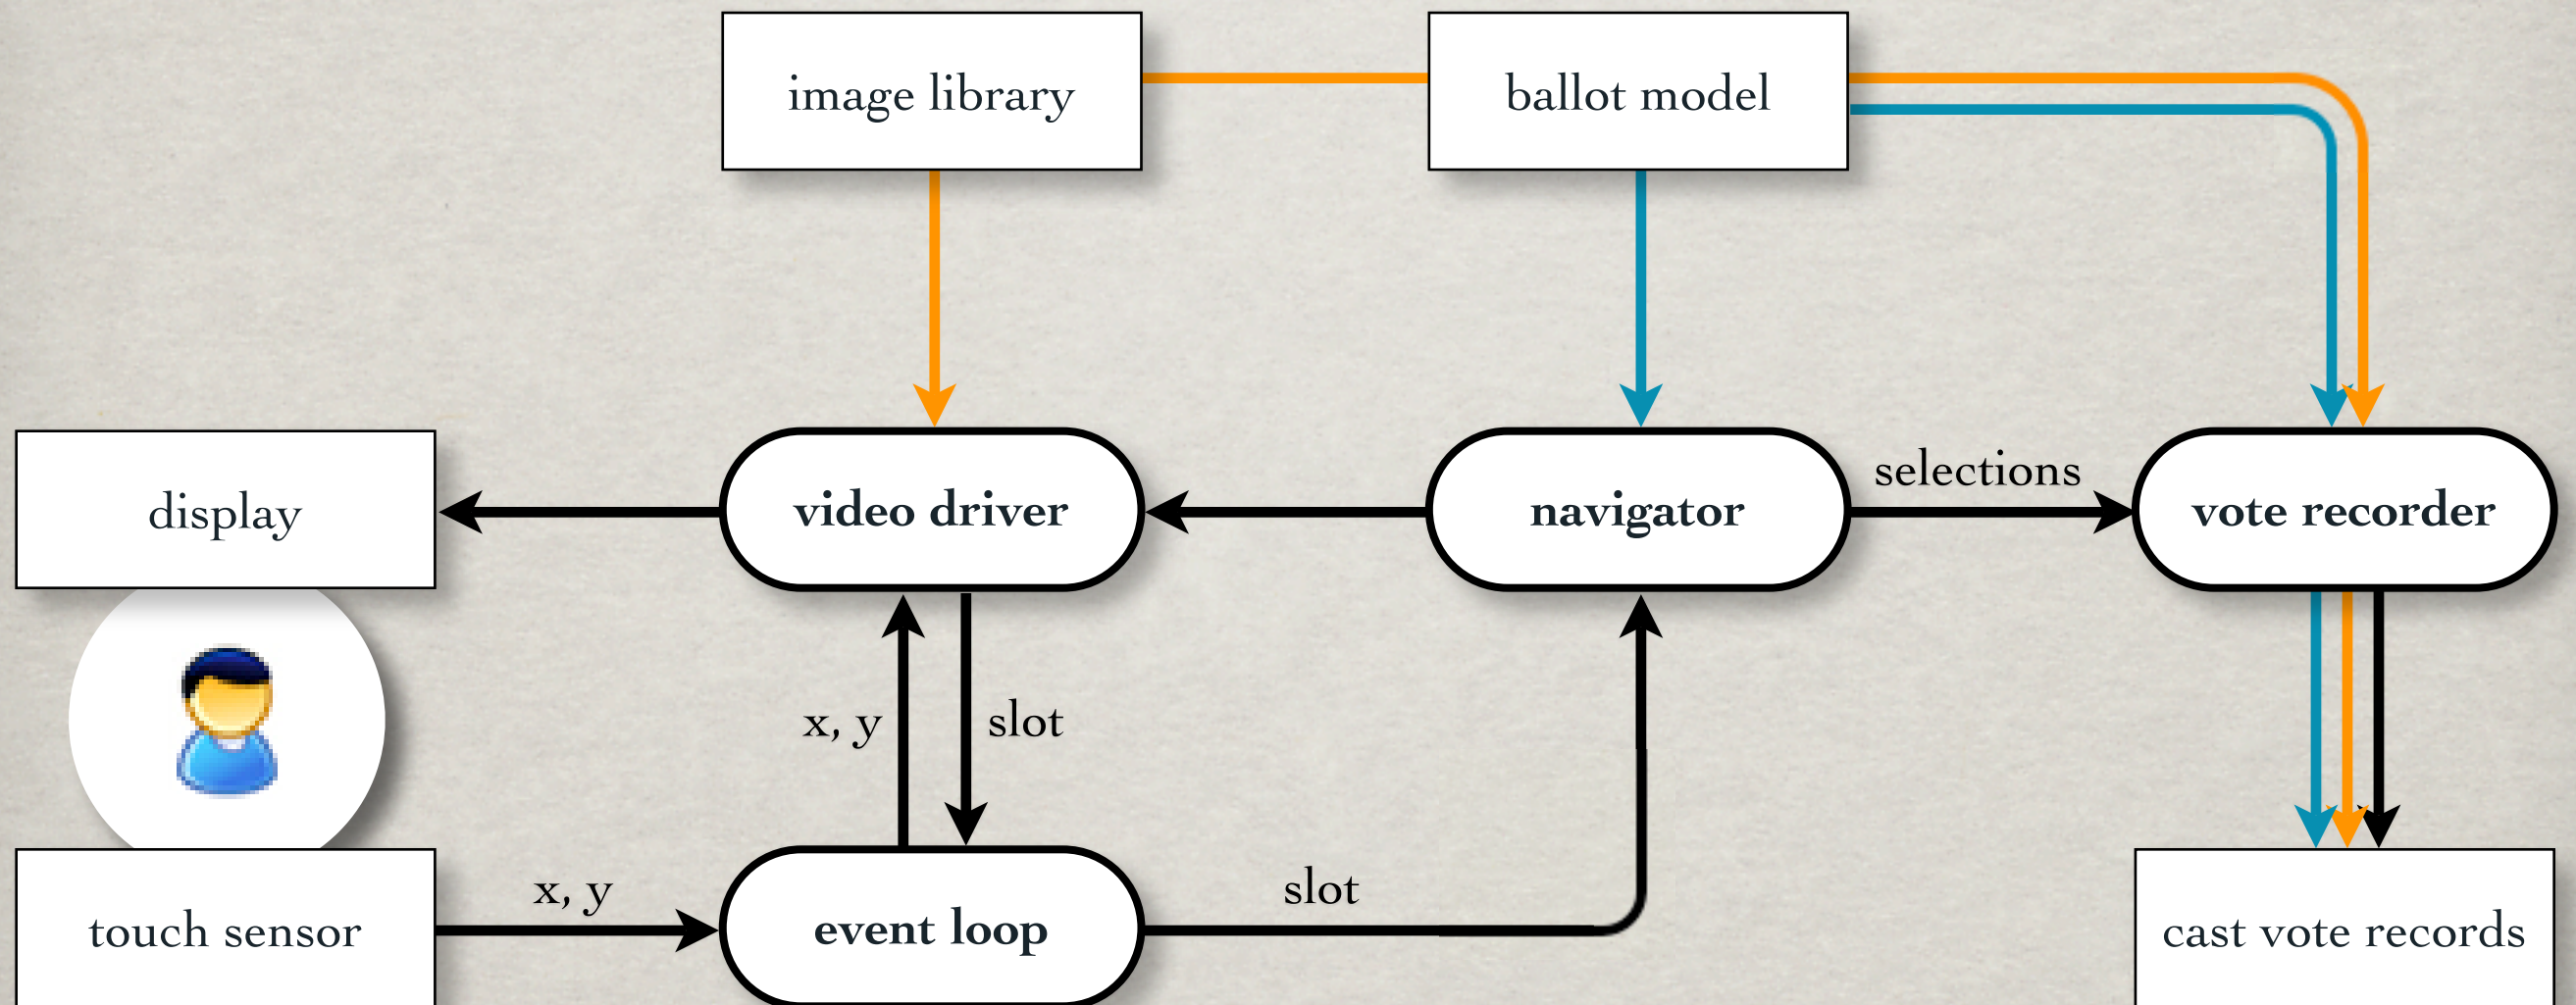 image library
ballot model
display
video driver
navigator
selections
vote recorder
x, y
slot
touch sensor
x, y
event loop
slot
cast vote records